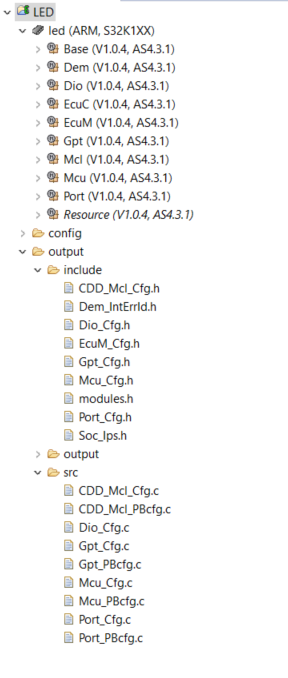 LED
led (ARM, S32K1XX)
Base (V1.0.4, AS4.3.1)
Dem (V1.0.4, AS4.3.1)
Dio (V1.0.4, AS4.3.1)
EcuC (V1.0.4, AS4.3.1)
EcuM (V1.0.4, AS4.3.1)
Gpt (V1.0.4, AS4.3.1)
Mcl (V1.0.4, AS4.3.1)
Mcu (V1.0.4, AS4.3.1)
Port (V1.0.4, AS4.3.1)
Resource (V1.0.4, AS4.3.1)
config
output
include
CDD_Mcl_Cfg.h
Dem_IntErrId.h
Dio_Cfg.h
EcuM_Cfg.h
Gpt_Cfg.h
Mcu_Cfg.h
modules.h
Port_Cfg.h
Soc_Ips.h
output
src
CDD_Mcl_Cfg.c
CDD_Mcl_PBcfg.c
Dio_Cfg.c
Gpt_Cfg.c
Gpt_PBcfg.c
Mcu_Cfg.c
Mcu_PBcfg.c
Port_Cfg.c
Port_PBcfg.c